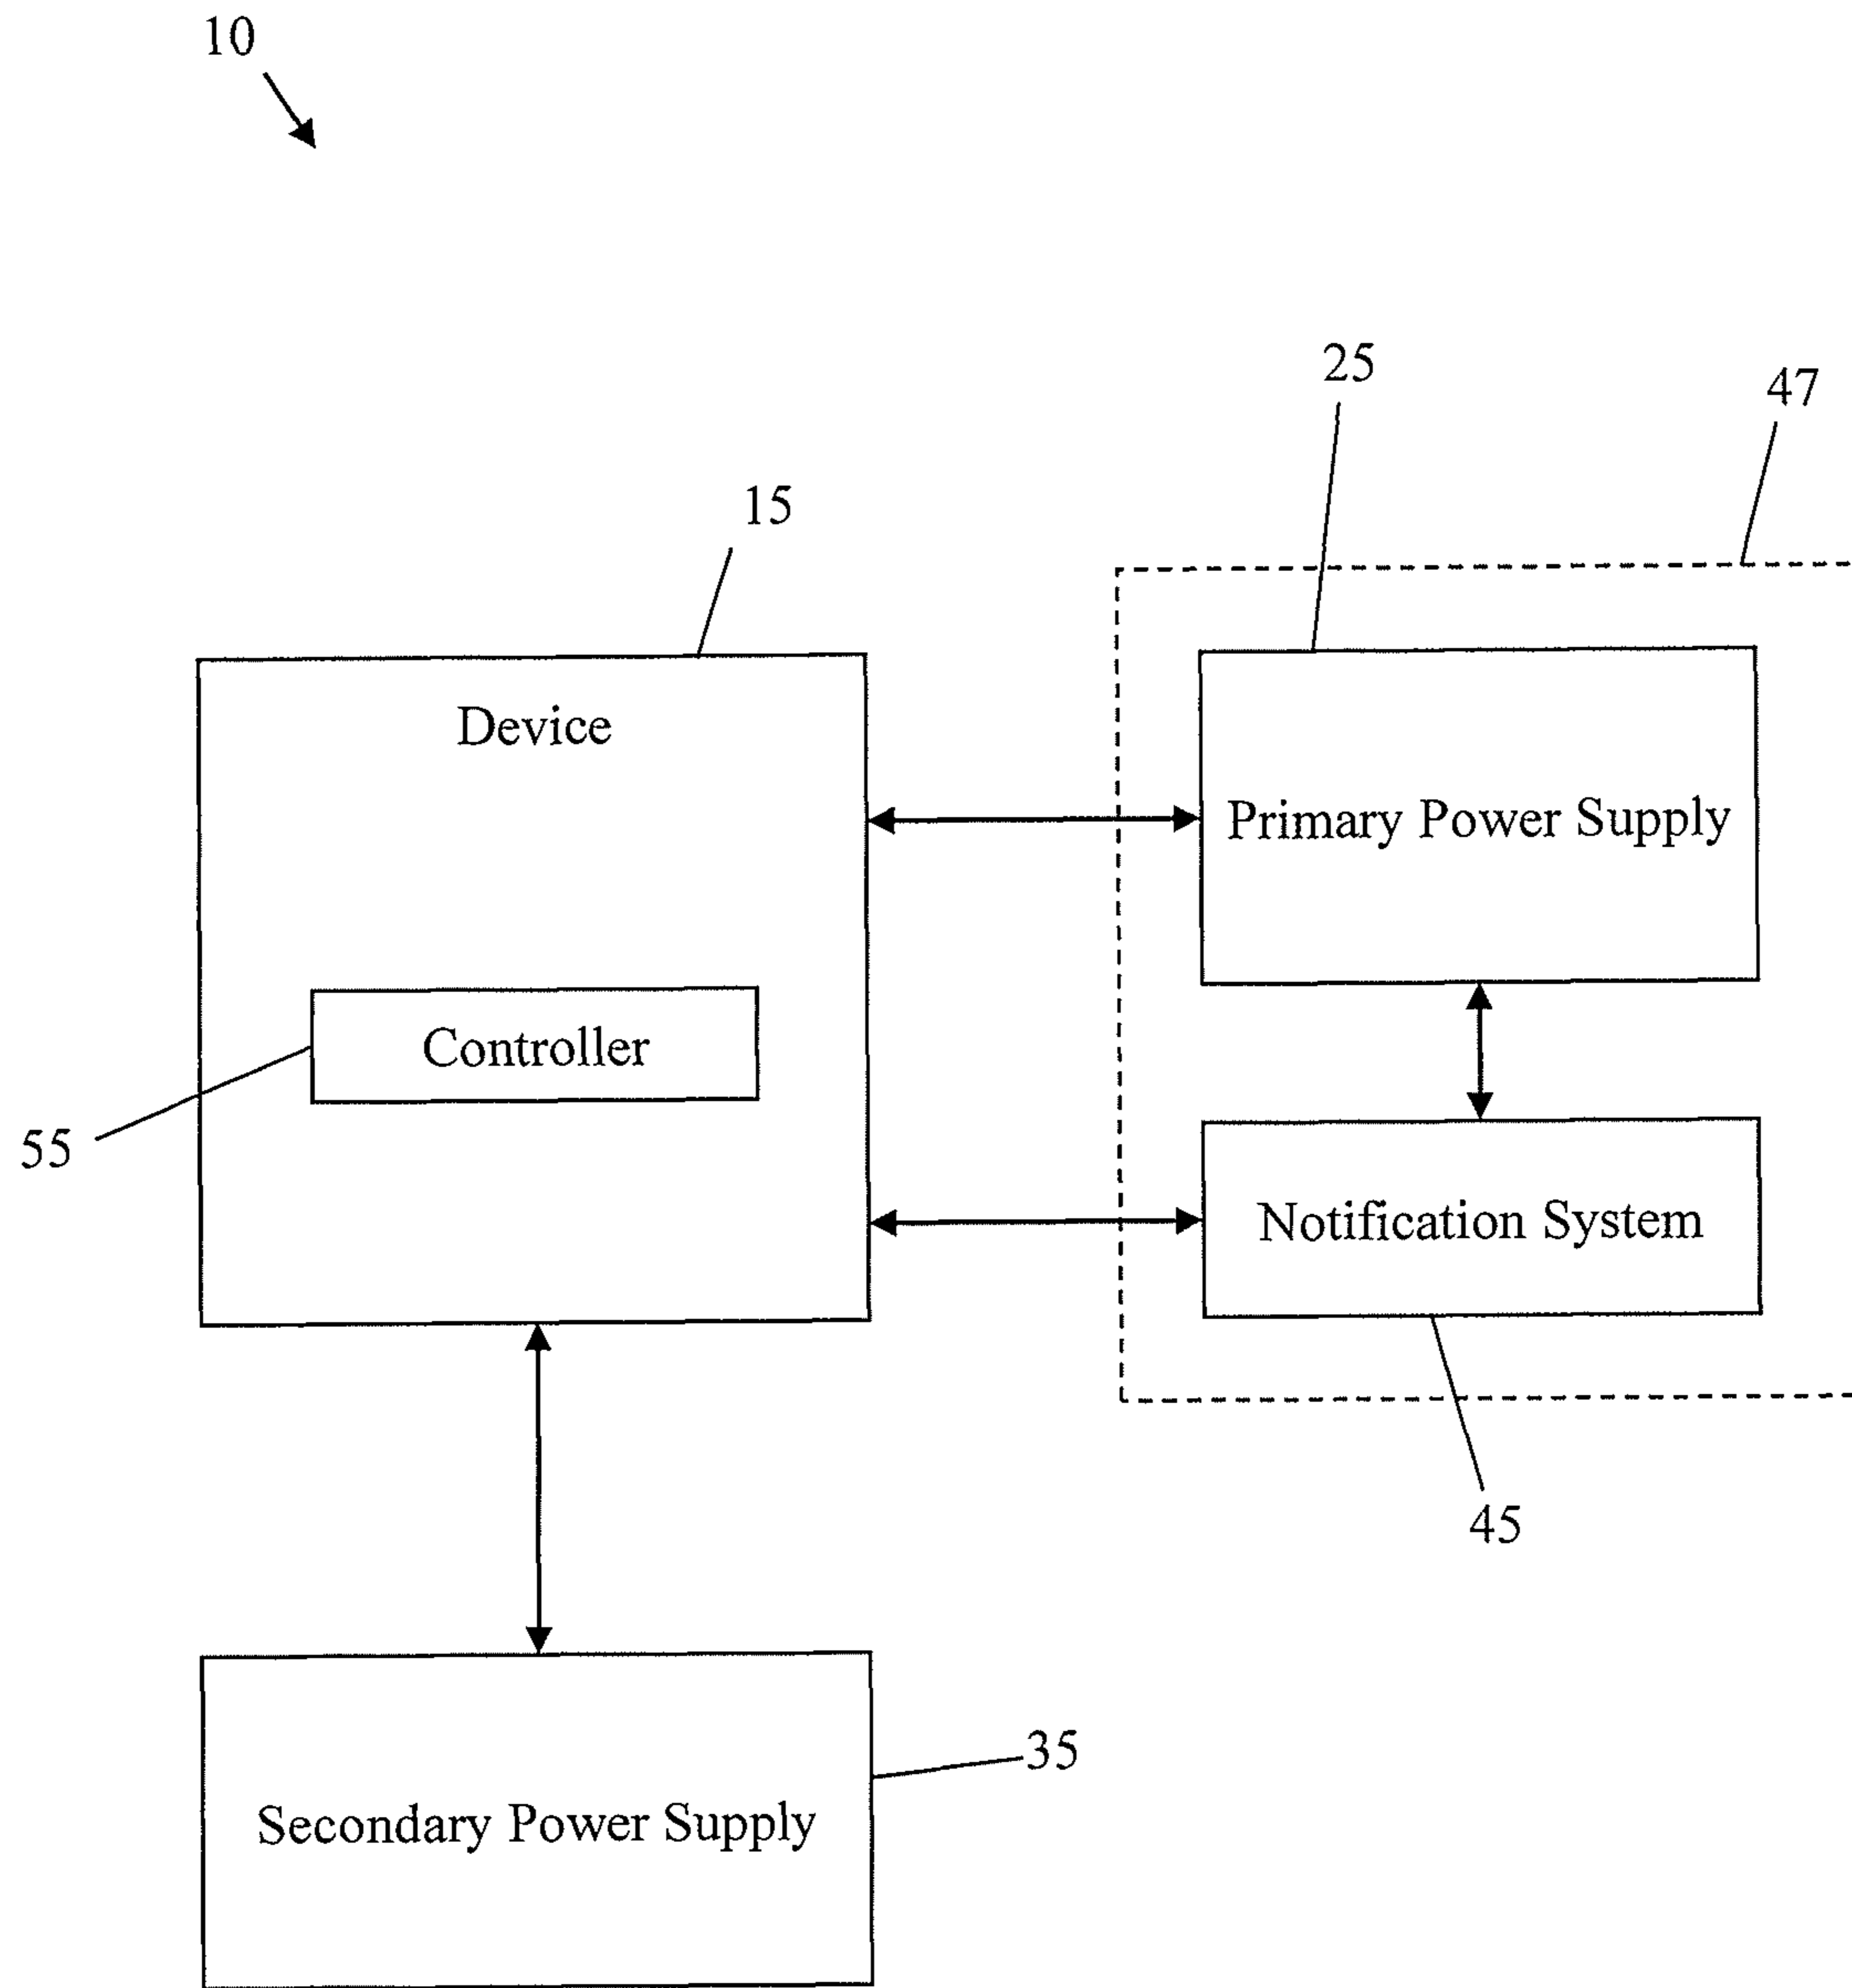 10
25
47
15
Device
Primary Power Supply
Controller
55
Notification System
45
35
Secondary Power Supply